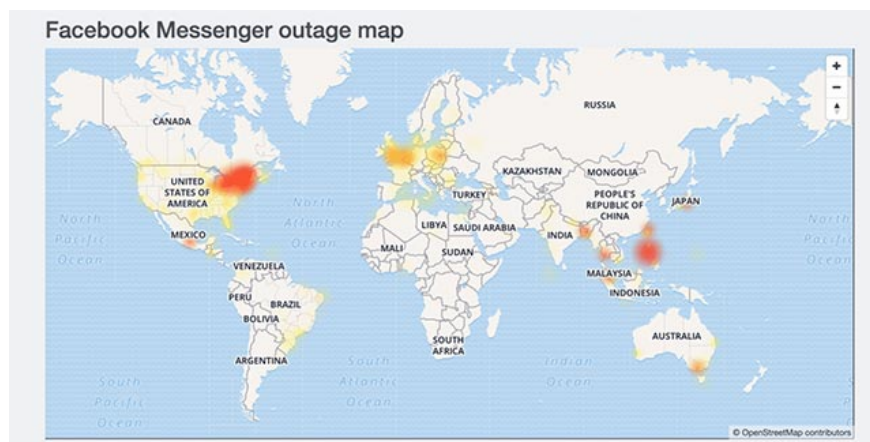 Facebook Messenger outage map
+
−
RUSSIA
CANADA
KAZAKHSTAN
MONGOLIA
UNITED
STATES OF
AMERICA
TURKEY
PEOPLE'S
REPUBLIC OF
CHINA
JAPAN
North
Pacific
Ocean
North
Atlantic
Ocean
LIBYA
SAUDI ARABIA
North
Pacific
Ocean
MEXICO
MALI
SUDAN
INDIA
VENEZUELA
MALAYSIA
INDONESIA
PERU
BRAZIL
BOLIVIA
SOUTH
AFRICA
AUSTRALIA
ARGENTINA
South
Pacific
Ocean
South
Atlantic
Ocean
Indian
Ocean
© OpenStreetMap contributors